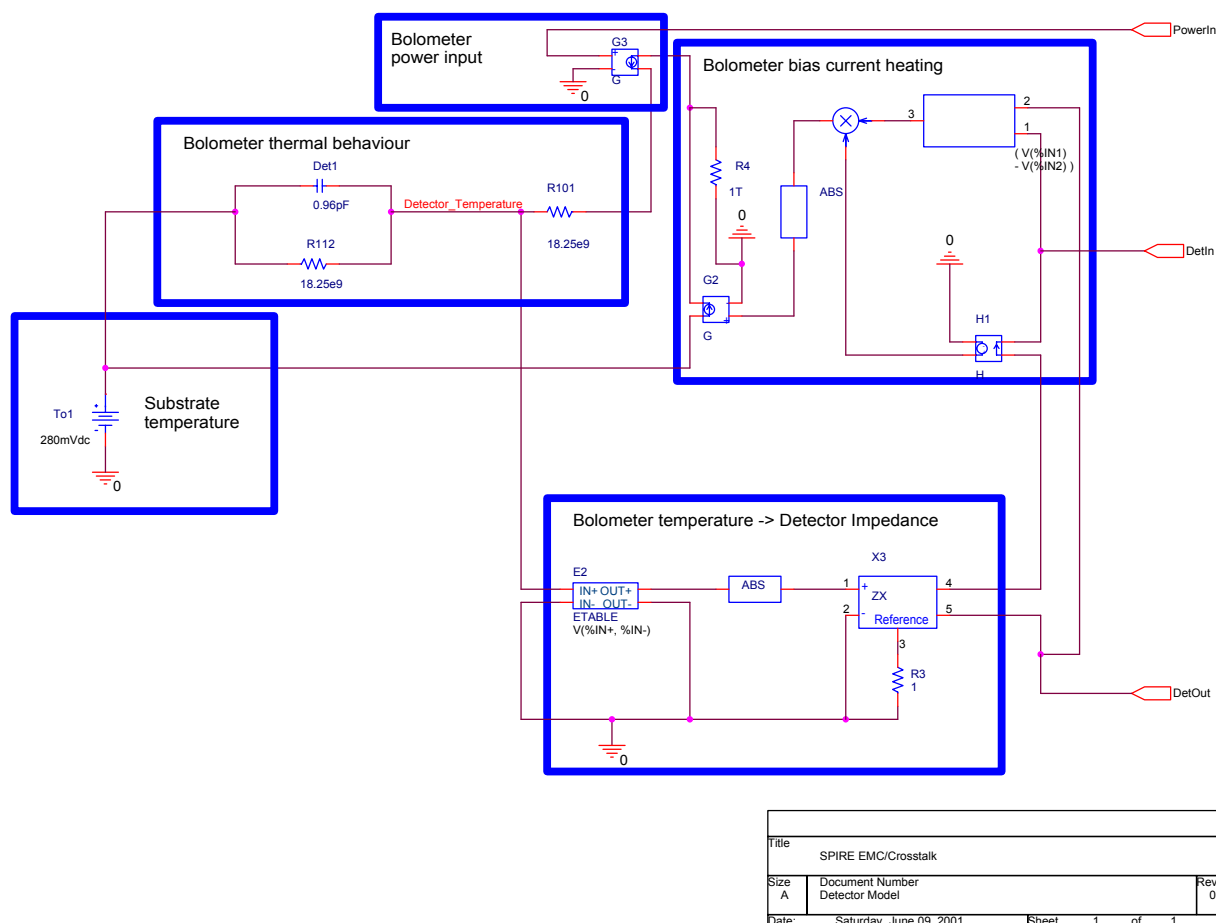 PowerIn
Bolometer
power input
G3
+
-
G
0
Bolometer bias current heating
3
2
1
( V(%IN1)
- V(%IN2) )
R4
1T
ABS
0
0
DetIn
Bolometer thermal behaviour
Det1
0.96pF
Detector_Temperature
R101
18.25e9
R112
18.25e9
G2
-
+
G
H1
H
To1
+
-
280mVdc
0
Substrate
temperature
Bolometer temperature -> Detector Impedance
X3
E2
IN+ OUT+
IN- OUT-
ETABLE
V(%IN+, %IN-)
ABS
1
2
+
-
ZX
Reference
4
5
3
R3
1
0
DetOut
Title
SPIRE EMC/Crosstalk
Size
A
Document Number
Detector Model
Rev
0
Date:
Saturday, June 09, 2001
Sheet
1 of 1